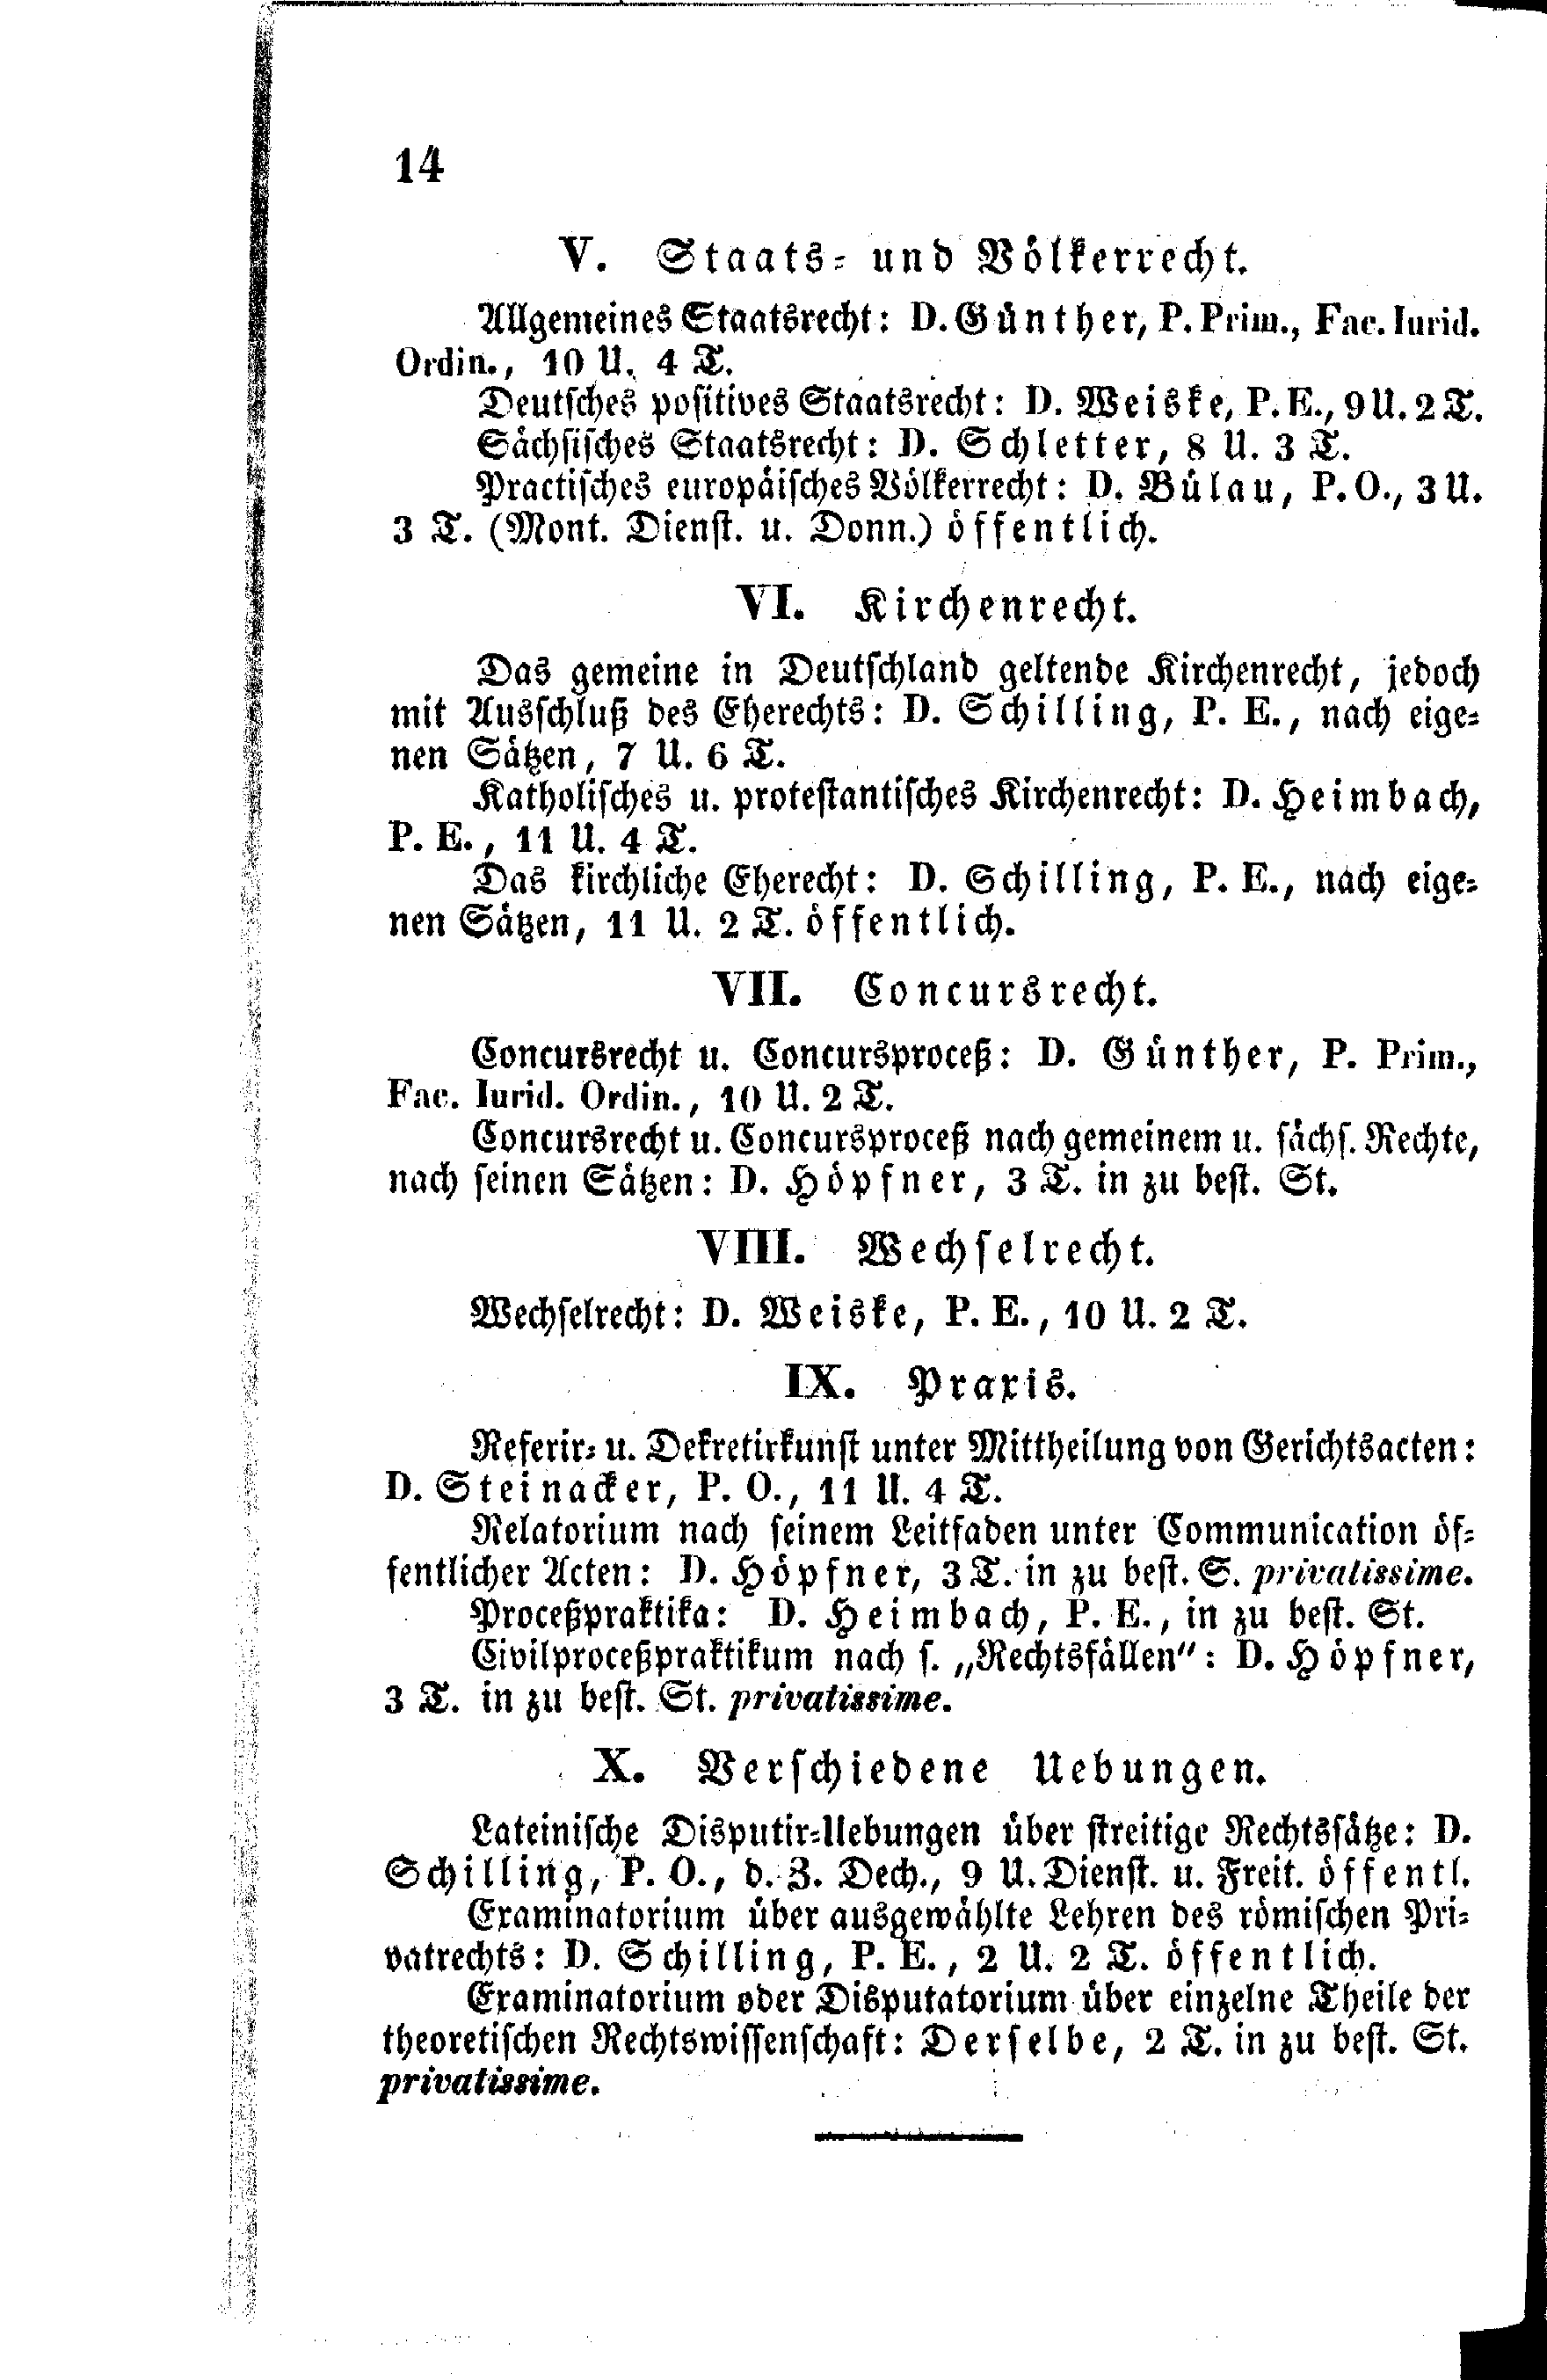 14
V. Staats- und Völkerrecht.
Allgemeines Staatsrecht: D. Günther, P. Prim., Fac. Iurid.
Ordin., 10 U. 4 T.
Deutsches positives Staatsrecht: D. Weiske, P. E., 9 U. 2 T.
Sächsisches Staatsrecht: D. Schletter, 8 U. 3 T.
Practisches europäisches Völkerrecht: D. Bülau, P. O., 3 U.
3 T. (Mont. Dienst. u. Donn.) öffentlich.
VI. Kirchenrecht.
Das gemeine in Deutschland geltende Kirchenrecht, jedoch
mit Ausschluß des Eherechts: D. Schilling, P. E., nach eige-
nen Sätzen, 7 U. 6 T.
Katholisches u. protestantisches Kirchenrecht: D. Heimbach,
P. E., 11 U. 4 T.
Das kirchliche Eherecht: D. Schilling, P. E., nach eige-
nen Sätzen, 11 U. 2 T. öffentlich.
VII. Concursrecht.
Concursrecht u. Concursproceß: D. Günther, P. Prim.,
Fac. Iurid. Ordin., 10 U. 2 T.
Concursrecht u. Concursproceß nach gemeinem u. sächs. Rechte,
nach seinen Sätzen: D. Höpfner, 3 T. in zu best. St.
VIII. Wechselrecht.
Wechselrecht: D. Weiske, P. E., 10 U. 2 T.
IX. Praxis.
Referir- u. Dekretirkunst unter Mittheilung von Gerichtsacten:
D. Steinacker, P. O., 11 U. 4 T.
Relatorium nach seinem Leitfaden unter Communication öf-
fentlicher Acten: D. Höpfner, 3 T. in zu best. S. privatissime.
Proceßpraktika: D. Heimbach, P. E., in zu best. St.
Civilproceßpraktikum nach s. „Rechtsfällen“: D. Höpfner,
3 T. in zu best. St. privatissime.
X. Verschiedene Uebungen.
Lateinische Disputir-Uebungen über streitige Rechtssätze: D.
Schilling, P. O., d. Z. Dech., 9 U. Dienst. u. Freit. öffentl.
Examinatorium über ausgewählte Lehren des römischen Pri-
vatrechts: D. Schilling, P. E., 2 U. 2 T. öffentlich.
Examinatorium oder Disputatorium über einzelne Theile der
theoretischen Rechtswissenschaft: Derselbe, 2 T. in zu best. St.
privatissime.